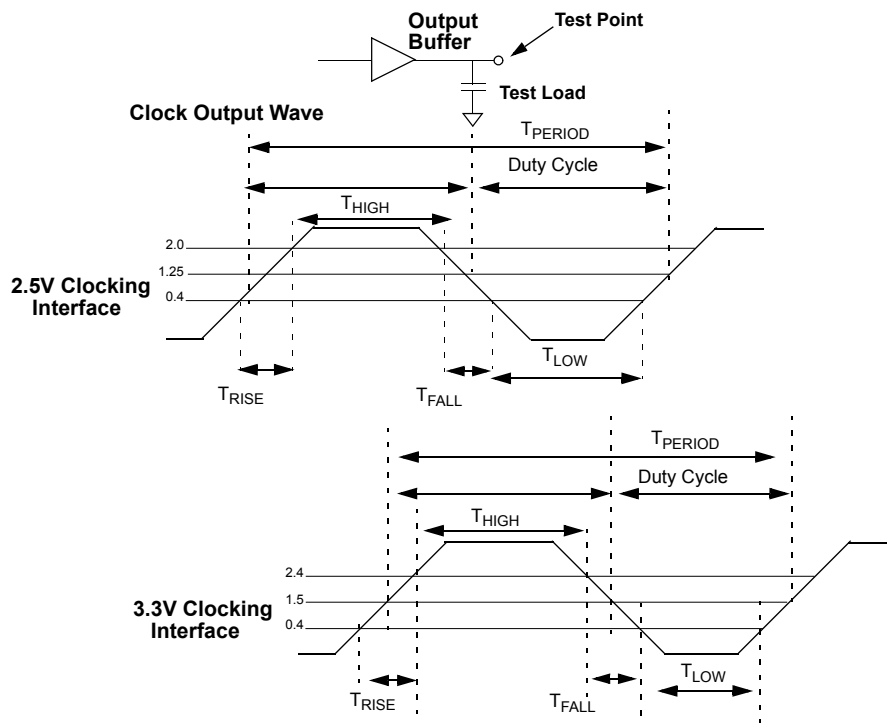 Output
Buffer
Test Point
Test Load
Clock Output Wave
TPERIOD
Duty Cycle
THIGH
2.0
1.25
0.4
2.5V Clocking
Interface
TLOW
TRISE
TFALL
TPERIOD
Duty Cycle
THIGH
2.4
1.5
0.4
3.3V Clocking
Interface
TLOW
TRISE
TFALL